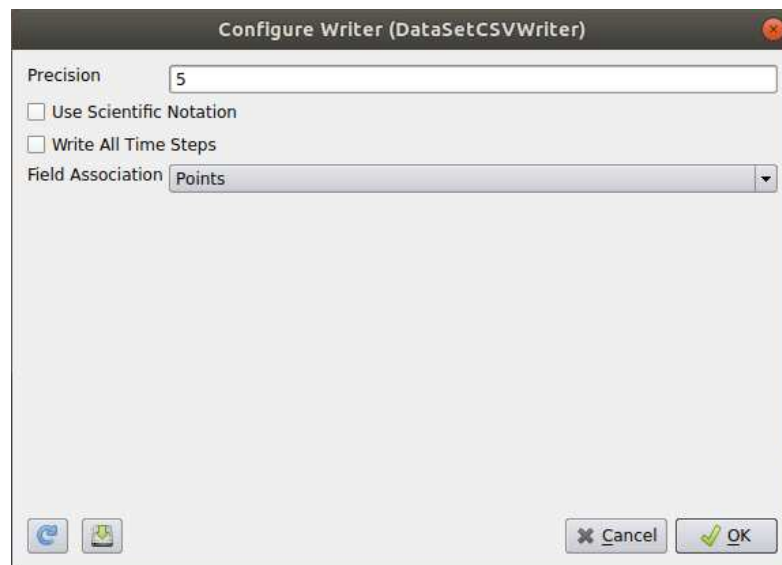 Configure Writer (DataSetCSVWriter)
Precision 5
Use Scientific Notation
Write All Time Steps
Field Association Points
Cancel OK